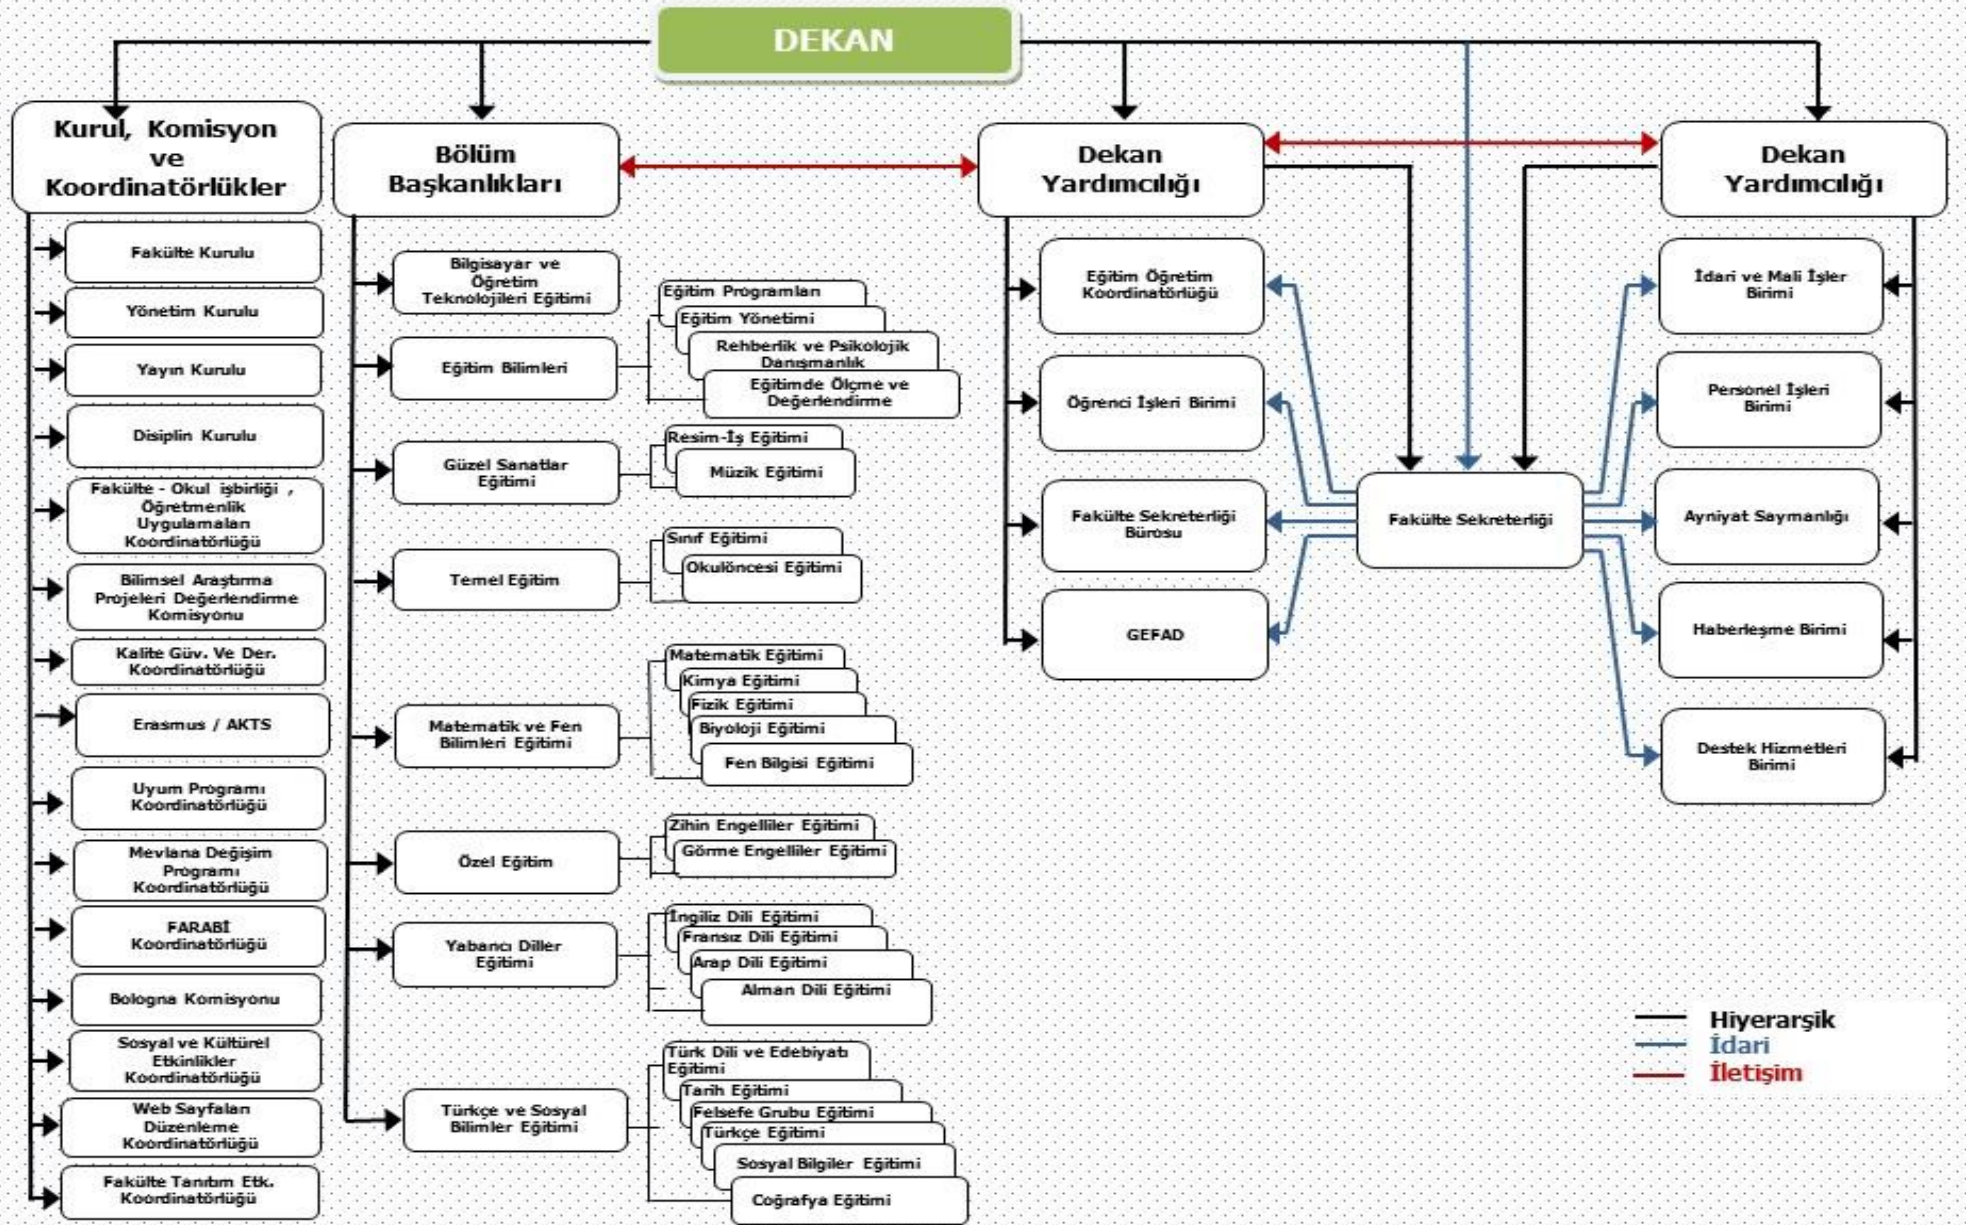 DEKAN
Kurul, Komisyon
ve
Koordinatörlükler
Fakülte Kurulu
Yönetim Kurulu
Yayın Kurulu
Disiplin Kurulu
Fakülte - Okul işbirliği ,
Öğretmenlik
Uygulamaları
Koordinatörlüğü
Bilimsel Araştırma
Projeleri Değerlendirme
Komisyonu
Kalite Güv. Ve Der.
Koordinatörlüğü
Erasmus / AKTS
Uyum Programı
Koordinatörlüğü
Mevlana Değişim
Programı
Koordinatörlüğü
FARABİ
Koordinatörlüğü
Bologna Komisyonu
Sosyal ve Kültürel
Etkinlikler
Koordinatörlüğü
Web Sayfaları
Düzenleme
Koordinatörlüğü
Fakülte Tanıtım Etk.
Koordinatörlüğü
Bölüm
Başkanlıkları
Bilgisayar ve
Öğretim
Teknolojileri Eğitimi
Eğitim Bilimleri
Eğitim Programları
Eğitim Yönetimi
Rehberlik ve Psikolojik
Danışmanlık
Eğitimde Ölçme ve
Değerlendirme
Güzel Sanatlar
Eğitimi
Resim-İş Eğitimi
Müzik Eğitimi
Temel Eğitim
Sınıf Eğitimi
Okulöncesi Eğitimi
Matematik ve Fen
Bilimleri Eğitimi
Matematik Eğitimi
Kimya Eğitimi
Fizik Eğitimi
Biyoloji Eğitimi
Fen Bilgisi Eğitimi
Özel Eğitim
Zihin Engelliler Eğitimi
Görme Engelliler Eğitimi
Yabancı Diller
Eğitimi
İngiliz Dili Eğitimi
Fransız Dili Eğitimi
Arap Dili Eğitimi
Alman Dili Eğitimi
Türkçe ve Sosyal
Bilimler Eğitimi
Türk Dili ve Edebiyatı
Eğitimi
Tarih Eğitimi
Felsefe Grubu Eğitimi
Türkçe Eğitimi
Sosyal Bilgiler Eğitimi
Coğrafya Eğitimi
Dekan
Yardımcılığı
Eğitim Öğretim
Koordinatörlüğü
Öğrenci İşleri Birimi
Fakülte Sekreterliği
Bürosu
GEFAD
Fakülte Sekreterliği
Dekan
Yardımcılığı
İdari ve Mali İşler
Birimi
Personel İşleri
Birimi
Ayniyat Saymanlığı
Haberleşme Birimi
Destek Hizmetleri
Birimi
Hiyerarşik
İdari
İletişim